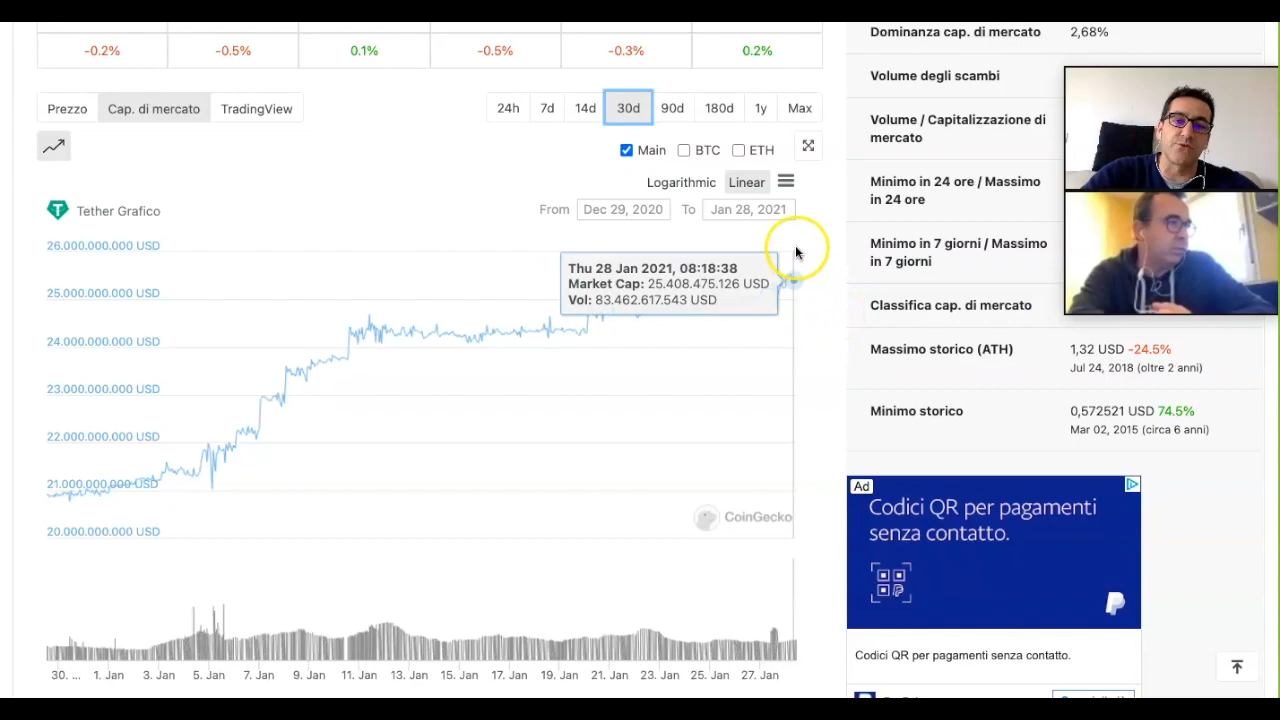 -0.2% -0.5% 0.1% -0.5% -0.3% 0.2%
Prezzo Cap. di mercato TradingView
24h 7d 14d 30d 90d 180d 1y Max
Main BTC ETH
Logarithmic Linear
Tether Grafico
From Dec 29, 2020 To Jan 28, 2021
26.000.000.000 USD
25.000.000.000 USD
24.000.000.000 USD
23.000.000.000 USD
22.000.000.000 USD
21.000.000.000 USD
20.000.000.000 USD
Thu 28 Jan 2021, 08:18:38
Market Cap: 25.408.475.126 USD
Vol: 83.462.617.543 USD
CoinGecko
30. ... 1. Jan 3. Jan 5. Jan 7. Jan 9. Jan 11. Jan 13. Jan 15. Jan 17. Jan 19. Jan 21. Jan 23. Jan 25. Jan 27. Jan
Dominanza cap. di mercato 2,68%
Volume degli scambi
Volume / Capitalizzazione di
mercato
Minimo in 24 ore / Massimo
in 24 ore
Minimo in 7 giorni / Massimo
in 7 giorni
Classifica cap. di mercato
Massimo storico (ATH) 1,32 USD -24.5%
Jul 24, 2018 (oltre 2 anni)
Minimo storico 0,572521 USD 74.5%
Mar 02, 2015 (circa 6 anni)
Ad
Codici QR per pagamenti
senza contatto.
Codici QR per pagamenti senza contatto.